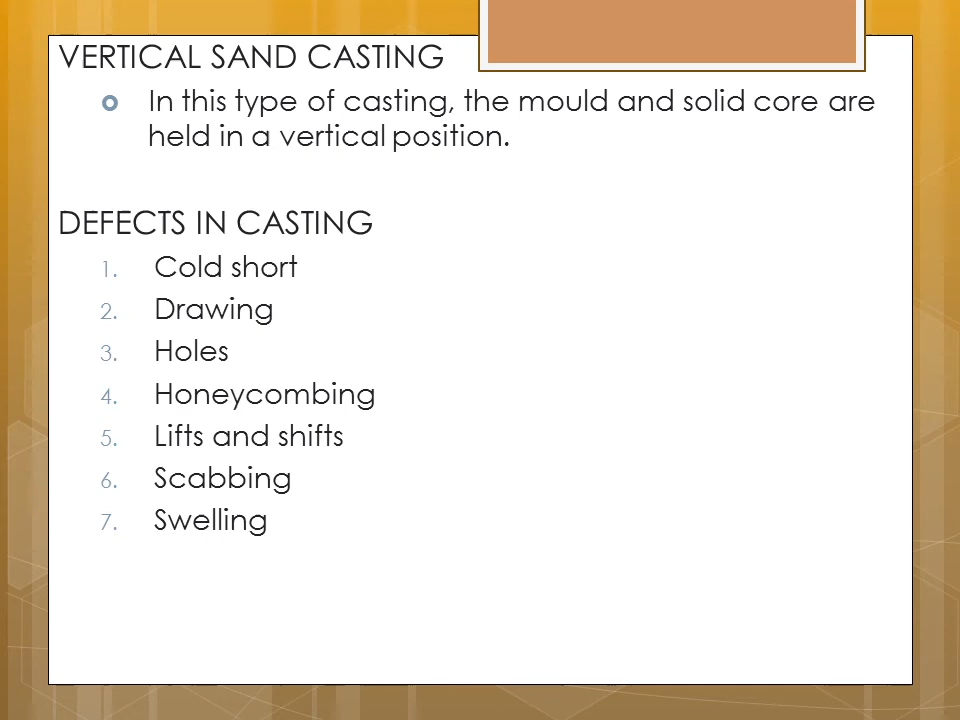 VERTICAL SAND CASTING
In this type of casting, the mould and solid core are
held in a vertical position.
DEFECTS IN CASTING
1. Cold short
2. Drawing
3. Holes
4. Honeycombing
5. Lifts and shifts
6. Scabbing
7. Swelling